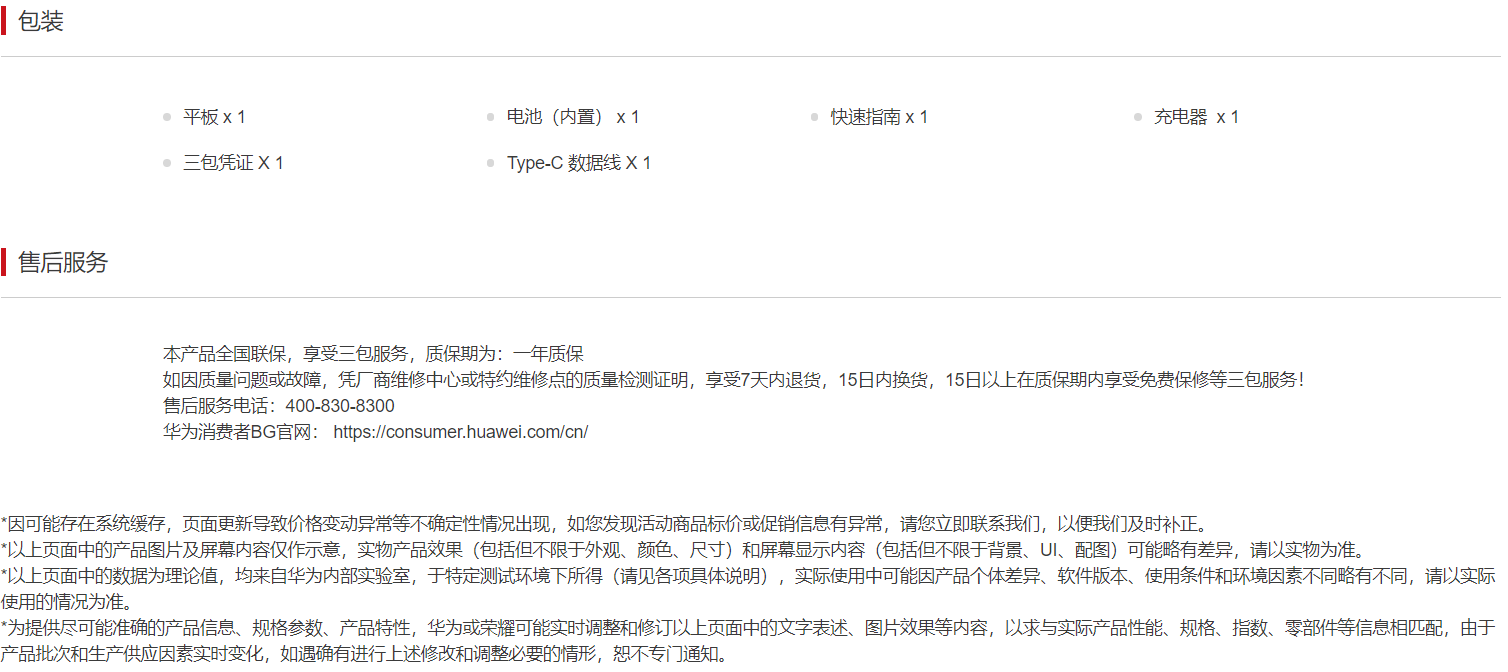 包装
平板 x 1
电池（内置） x 1
快速指南 x 1
充电器 x 1
三包凭证 X 1
Type-C 数据线 X 1
售后服务
本产品全国联保，享受三包服务，质保期为：一年质保
如因质量问题或故障，凭厂商维修中心或特约维修点的质量检测证明，享受7天内退货，15日内换货，15日以上在质保期内享受免费保修等三包服务！
售后服务电话：400-830-8300
华为消费者BG官网： https://consumer.huawei.com/cn/
*因可能存在系统缓存，页面更新导致价格变动异常等不确定性情况出现，如您发现活动商品标价或促销信息有异常，请您立即联系我们，以便我们及时补正。
*以上页面中的产品图片及屏幕内容仅作示意，实物产品效果（包括但不限于外观、颜色、尺寸）和屏幕显示内容（包括但不限于背景、UI、配图）可能略有差异，请以实物为准。
*以上页面中的数据为理论值，均来自华为内部实验室，于特定测试环境下所得（请见各项具体说明），实际使用中可能因产品个体差异、软件版本、使用条件和环境因素不同略有不同，请以实际
使用的情况为准。
*为提供尽可能准确的产品信息、规格参数、产品特性，华为或荣耀可能实时调整和修订以上页面中的文字表述、图片效果等内容，以求与实际产品性能、规格、指数、零部件等信息相匹配，由于
产品批次和生产供应因素实时变化，如遇确有进行上述修改和调整必要的情形，恕不专门通知。